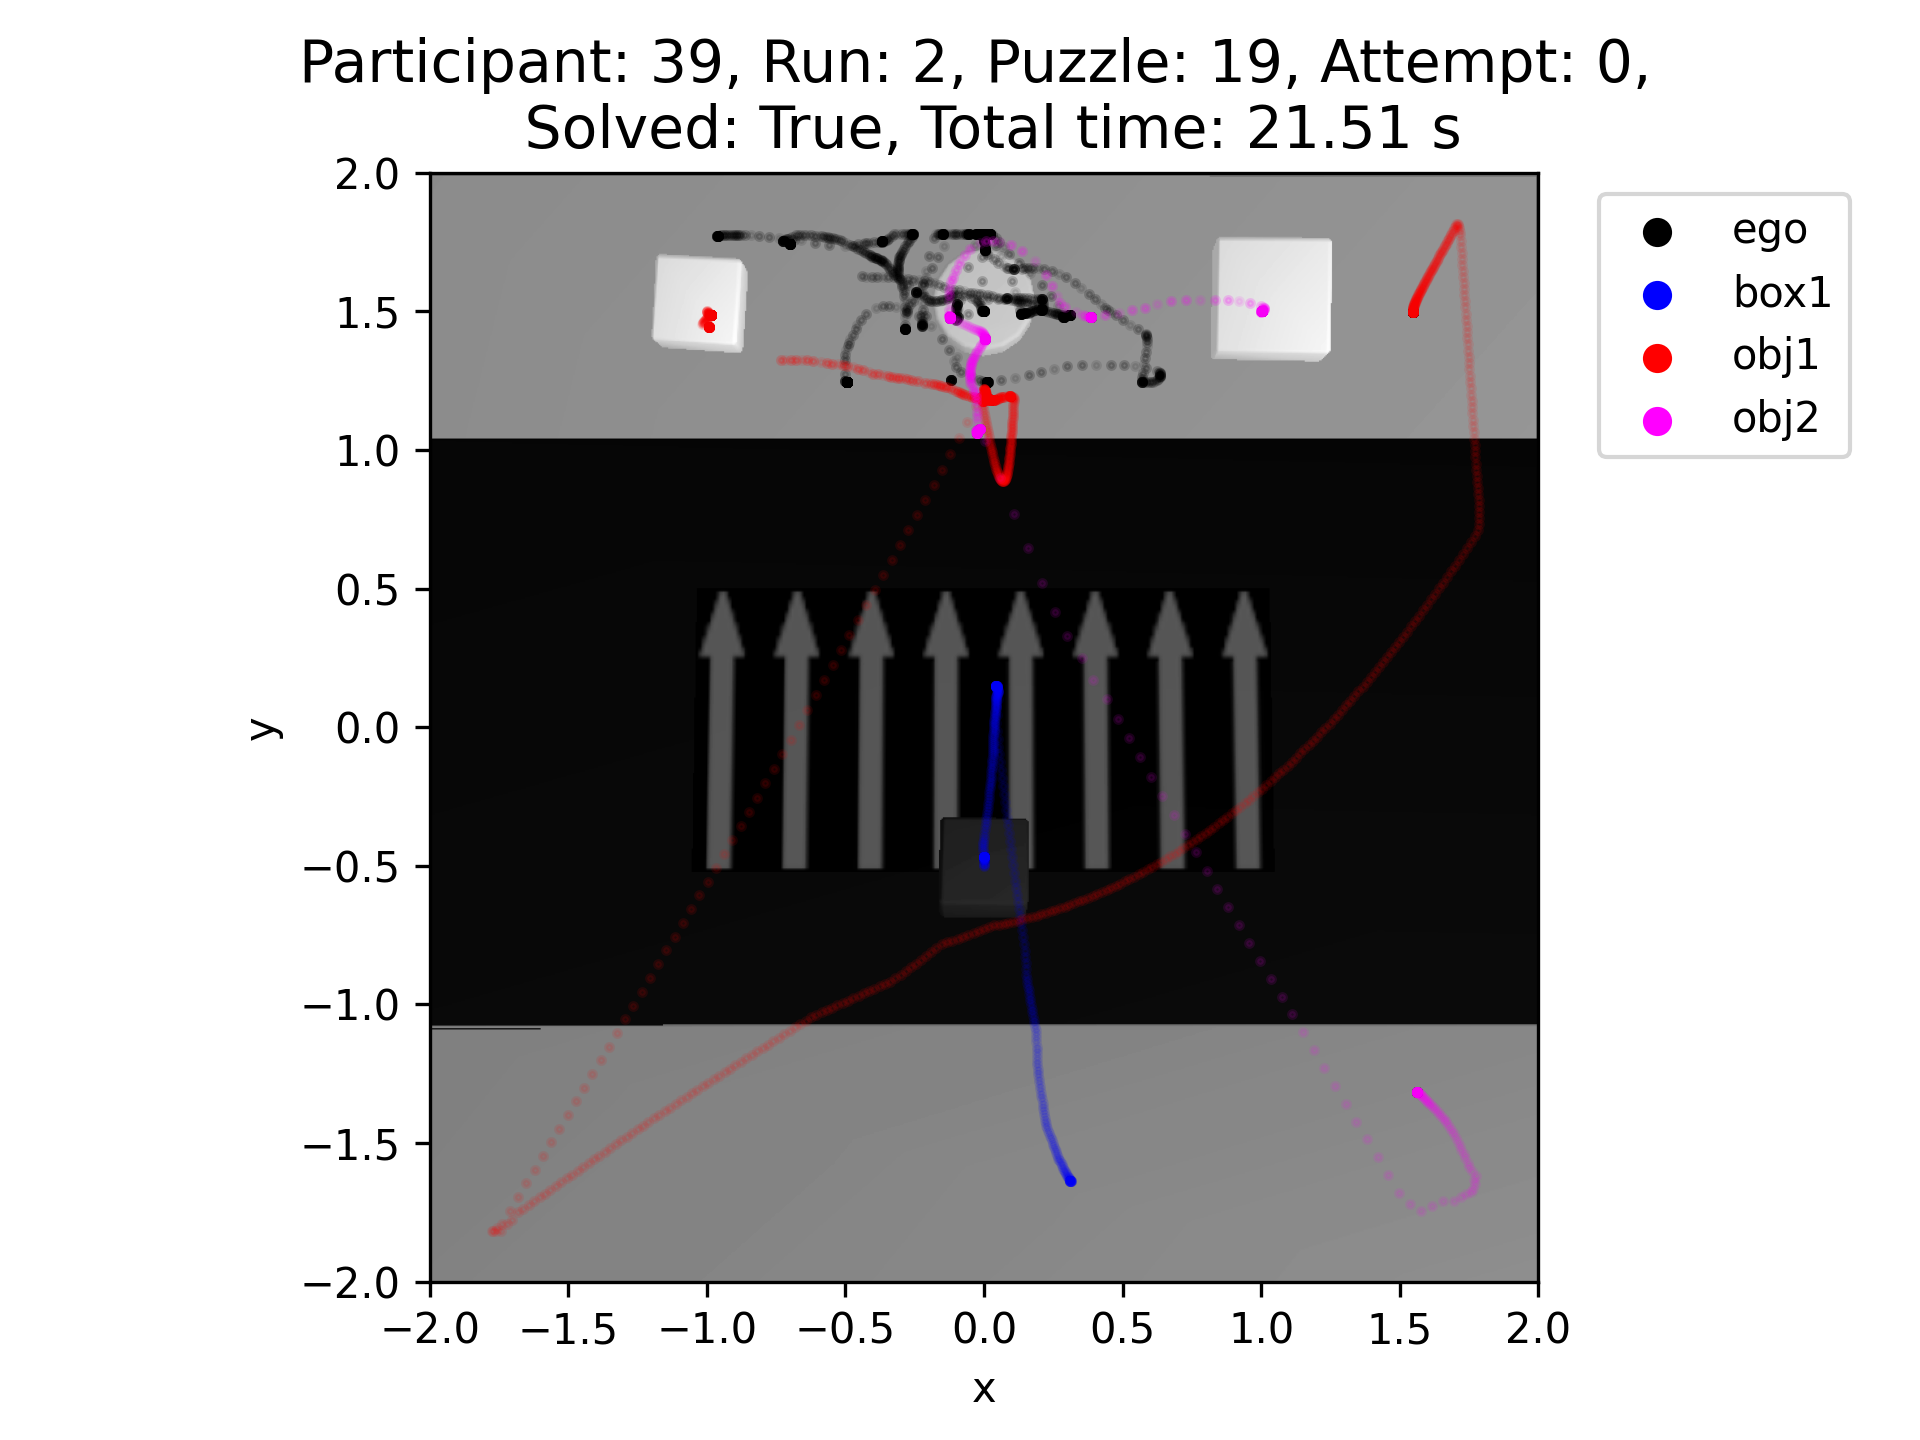 Participant: 39, Run: 2, Puzzle: 19, Attempt: 0,
Solved: True, Total time: 21.51 s
2.0
1.5
1.0
0.5
0.0
−0.5
−1.0
−1.5
−2.0
y
−2.0 −1.5 −1.0 −0.5 0.0 0.5 1.0 1.5 2.0
x
ego
box1
obj1
obj2